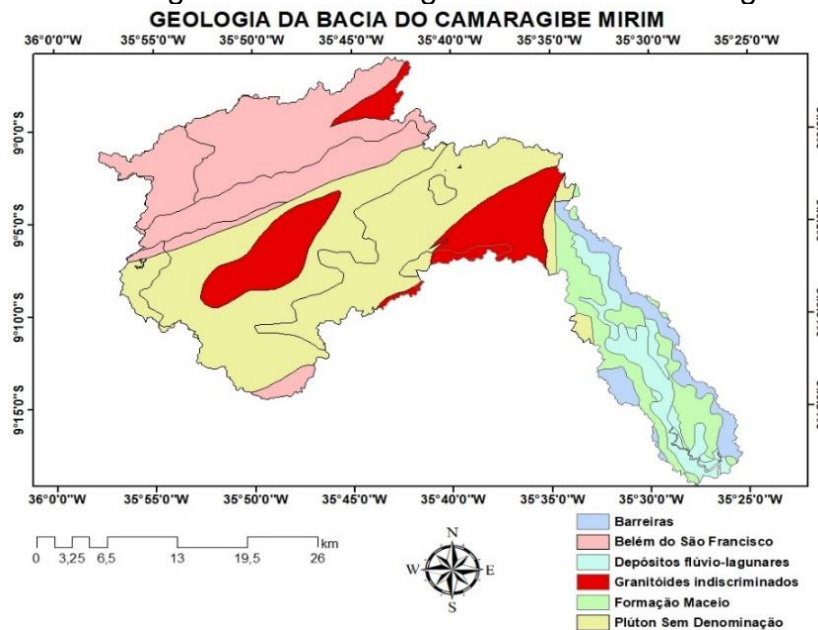 GEOLOGIA DA BACIA DO CAMARAGIBE MIRIM
36°0'0"W 35°55'0"W 35°50'0"W 35°45'0"W 35°40'0"W 35°35'0"W 35°30'0"W 35°25'0"W
9°0'0"S
9°5'0"S
9°10'0"S
9°15'0"S
36°0'0"W 35°55'0"W 35°50'0"W 35°45'0"W 35°40'0"W 35°35'0"W 35°30'0"W 35°25'0"W
0 3,25 6,5 13 19,5 26 km
N
W E
S
Barreiras
Belém do São Francisco
Depósitos flúvio-lagunares
Granitóides indiscriminados
Formação Maceio
Plúton Sem Denominação